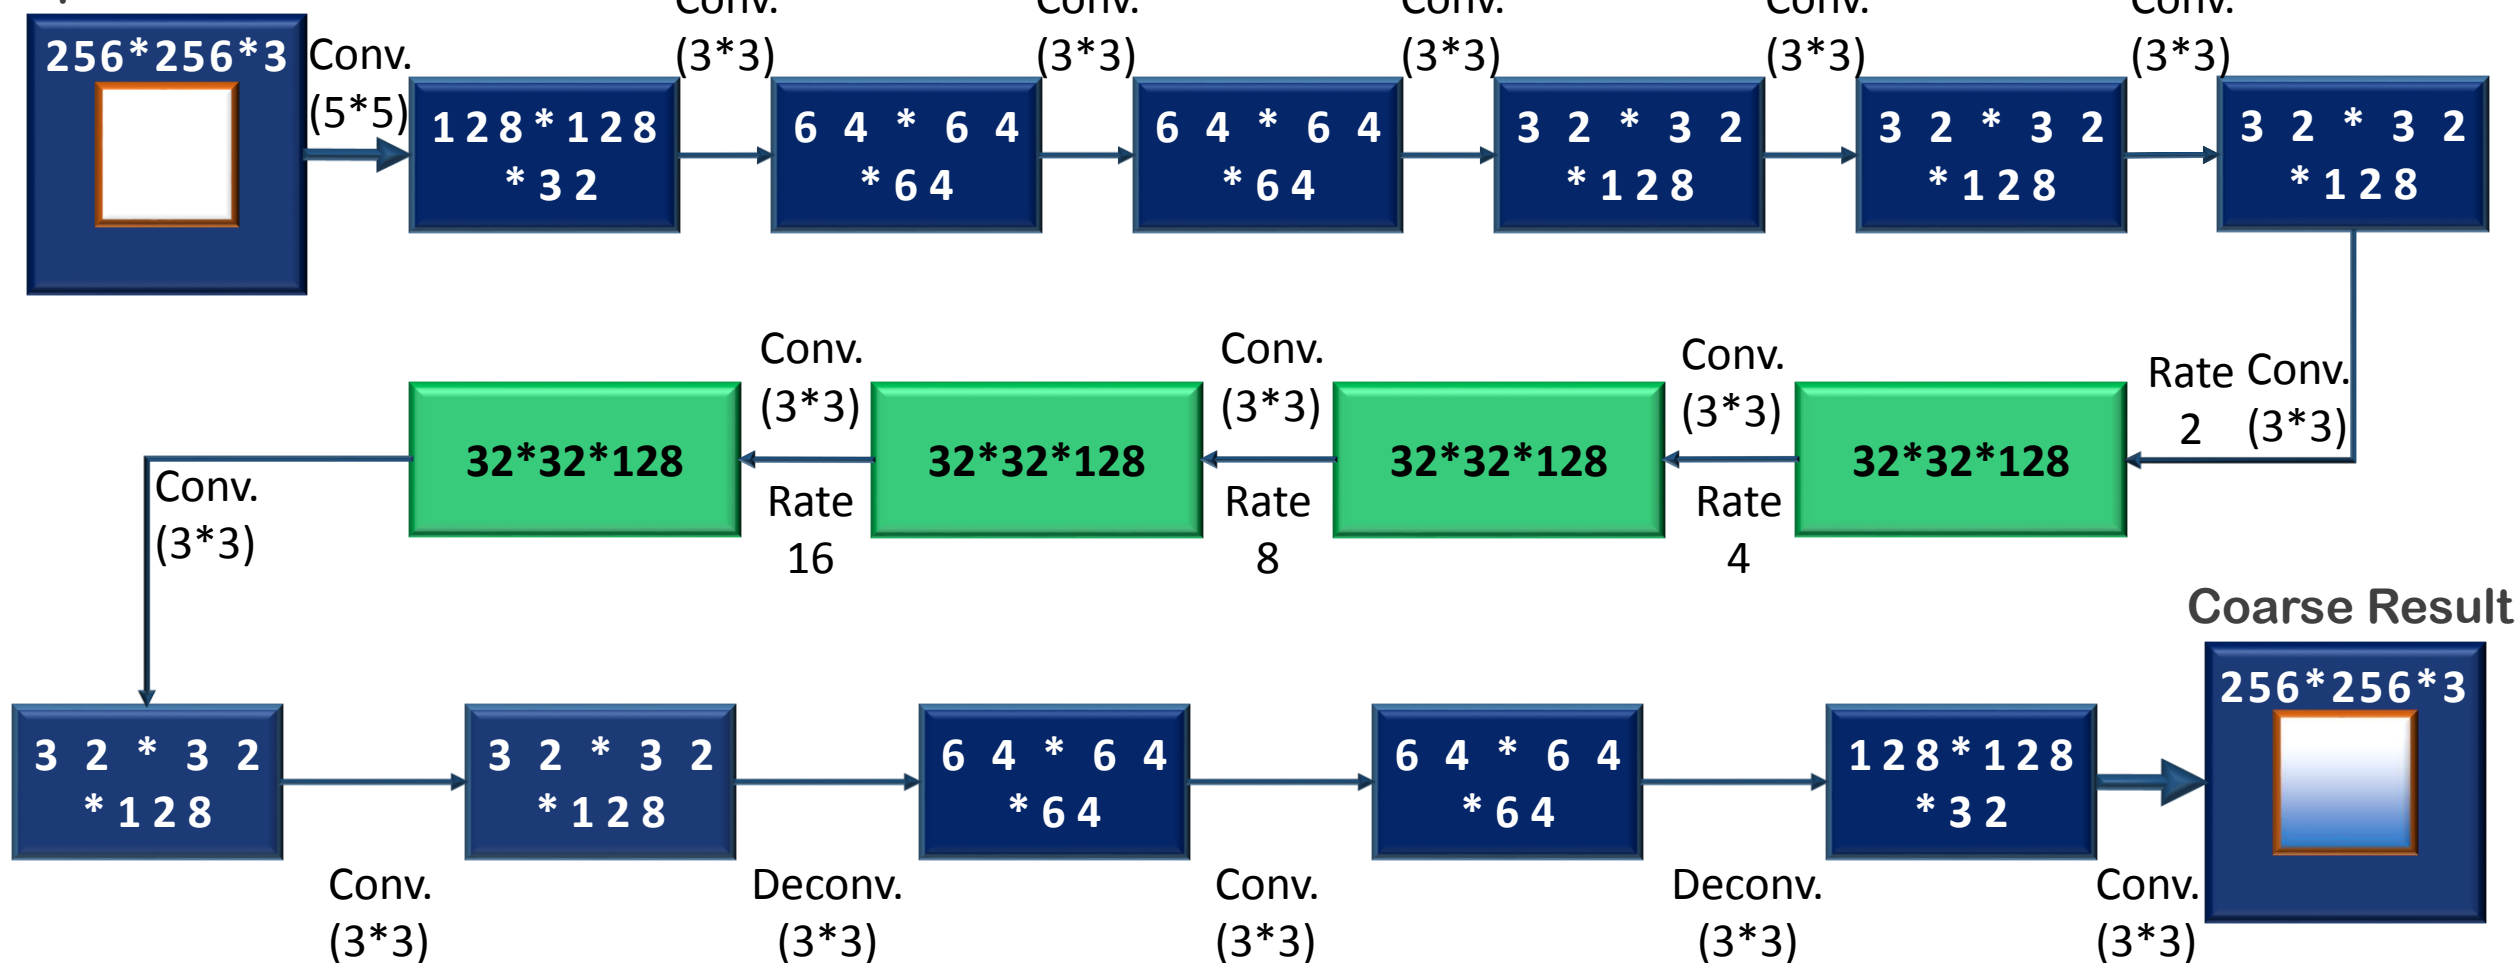 Conv. Conv. Conv. Conv. Conv.
256*256*3 Conv. (3*3) (3*3) (3*3) (3*3) (3*3)
(5*5) 128*128 64*64 64*64 32*32 32*32 32*32
*32 *64 *64 *128 *128 *128
Conv. Conv. Conv. Rate Conv.
(3*3) (3*3) (3*3) 2 (3*3)
32*32*128 32*32*128 32*32*128 32*32*128
Conv. Rate Rate Rate
(3*3) 16 8 4
Coarse Result
256*256*3
32*32 32*32 64*64 64*64 128*128
*128 *128 *64 *64 *32
Conv. Deconv. Conv. Deconv. Conv.
(3*3) (3*3) (3*3) (3*3) (3*3)